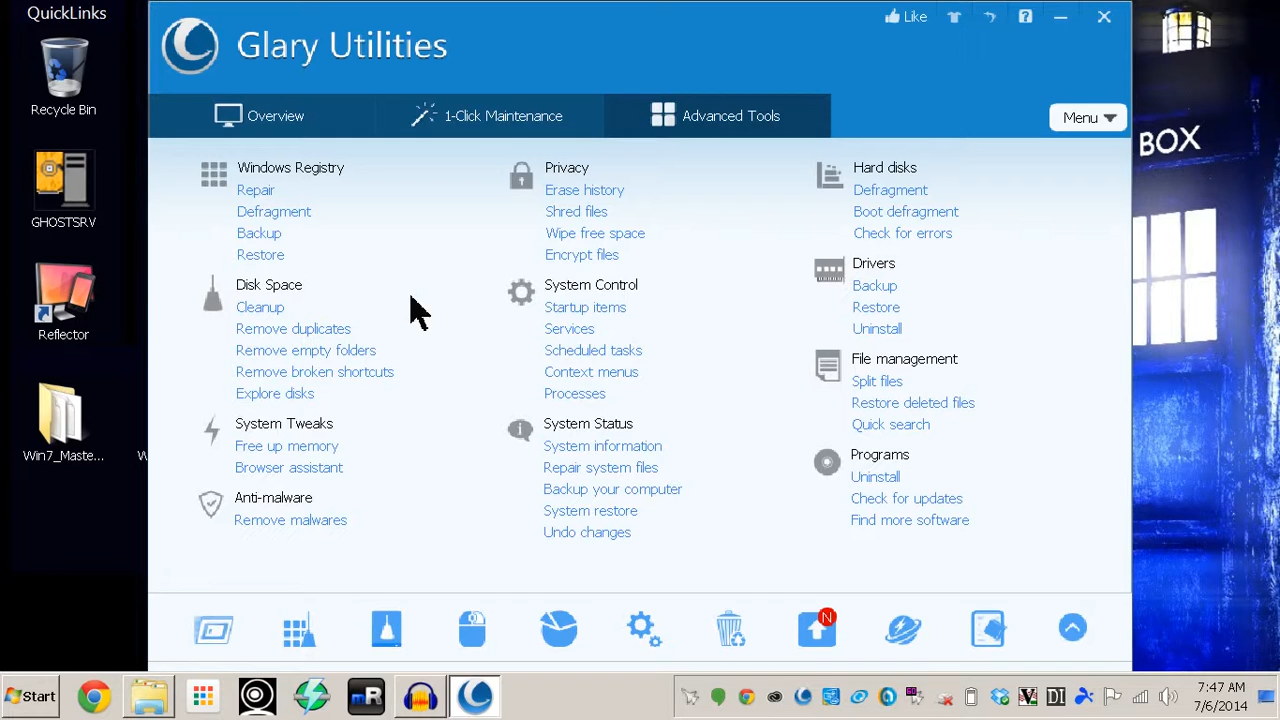 QuickLinks
Recycle Bin
GHOSTSRV
Reflector
Win7_Maste...
W
Like
Glary Utilities
Overview
1-Click Maintenance
Advanced Tools
Menu
Windows Registry
Repair
Defragment
Backup
Restore
Disk Space
Cleanup
Remove duplicates
Remove empty folders
Remove broken shortcuts
Explore disks
System Tweaks
Free up memory
Browser assistant
Anti-malware
Remove malwares
Privacy
Erase history
Shred files
Wipe free space
Encrypt files
System Control
Startup items
Services
Scheduled tasks
Context menus
Processes
System Status
System information
Repair system files
Backup your computer
System restore
Undo changes
Hard disks
Defragment
Boot defragment
Check for errors
Drivers
Backup
Restore
Uninstall
File management
Split files
Restore deleted files
Quick search
Programs
Uninstall
Check for updates
Find more software
N
BOX
Start
mR
DI
7:47 AM
7/6/2014